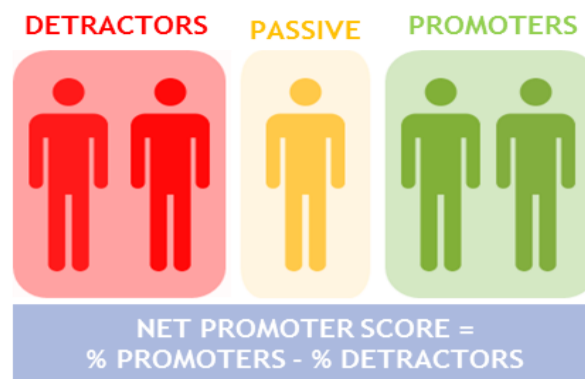 DETRACTORS PASSIVE PROMOTERS
NET PROMOTER SCORE =
% PROMOTERS - % DETRACTORS